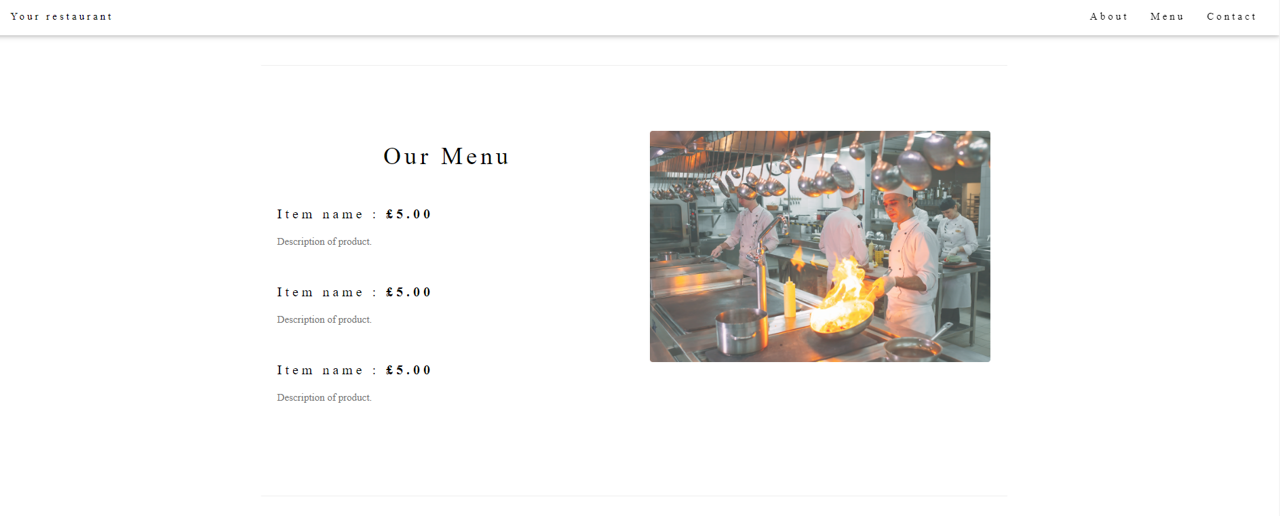 Your restaurant
About Menu Contact
Our Menu
Item name : £5.00
Description of product.
Item name : £5.00
Description of product.
Item name : £5.00
Description of product.